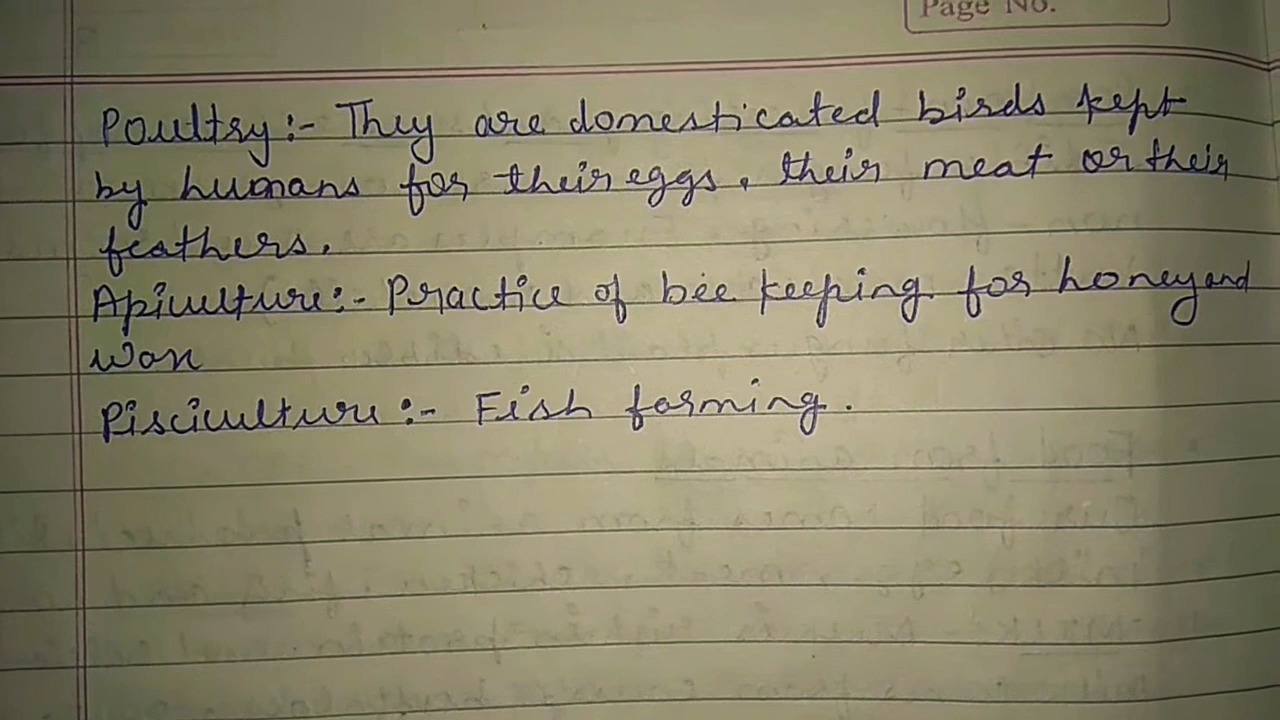 Page No.
Poultry :- They are domesticated birds kept
by humans for their eggs, their meat or their
feathers.
Apiculture :- Practice of bee keeping for honey and
wax
Pisciculture :- Fish farming.